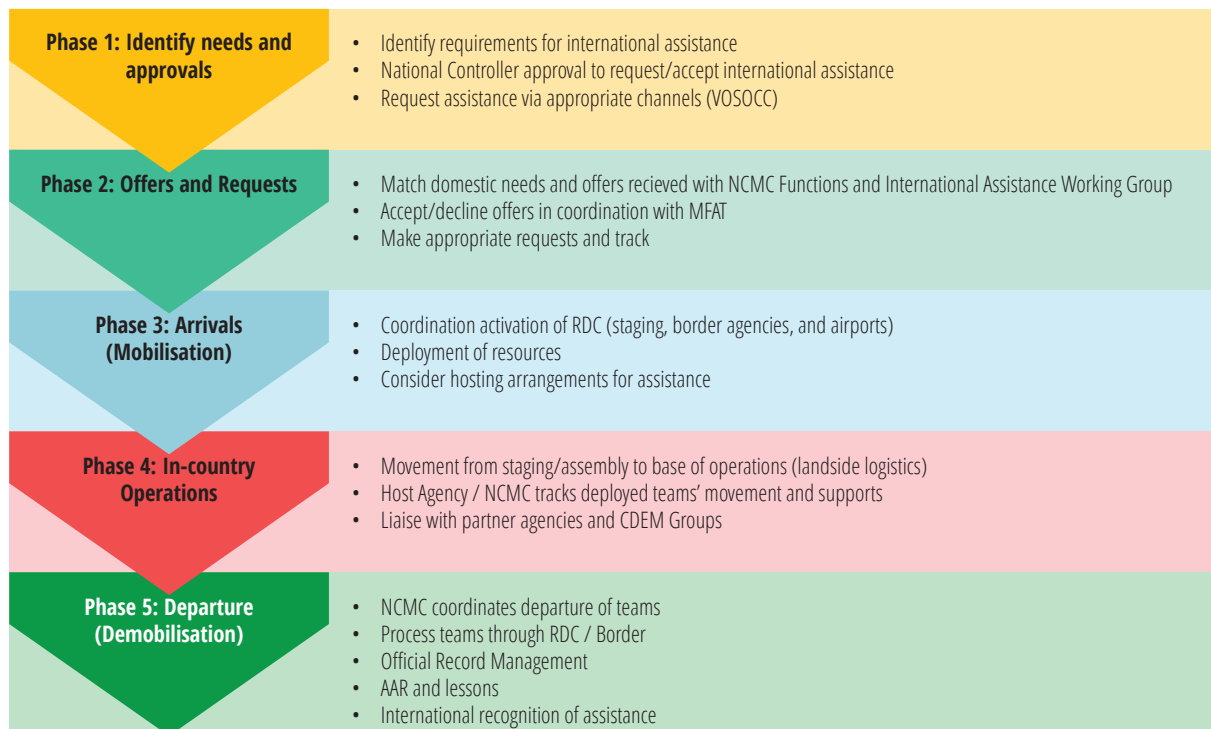 Phase 1: Identify needs and
approvals
• Identify requirements for international assistance
• National Controller approval to request/accept international assistance
• Request assistance via appropriate channels (VOSOCC)
Phase 2: Offers and Requests
• Match domestic needs and offers recieved with NCMC Functions and International Assistance Working Group
• Accept/decline offers in coordination with MFAT
• Make appropriate requests and track
Phase 3: Arrivals
(Mobilisation)
• Coordination activation of RDC (staging, border agencies, and airports)
• Deployment of resources
• Consider hosting arrangements for assistance
Phase 4: In-country
Operations
• Movement from staging/assembly to base of operations (landside logistics)
• Host Agency / NCMC tracks deployed teams’ movement and supports
• Liaise with partner agencies and CDEM Groups
Phase 5: Departure
(Demobilisation)
• NCMC coordinates departure of teams
• Process teams through RDC / Border
• Official Record Management
• AAR and lessons
• International recognition of assistance